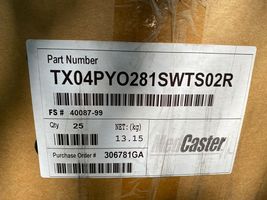 Part Number
TX04PYO281SWTS02R
FS # 40087-99
Qty 25 NET:(kg)
13.15
Purchase Order # 306781GA
MedCaster